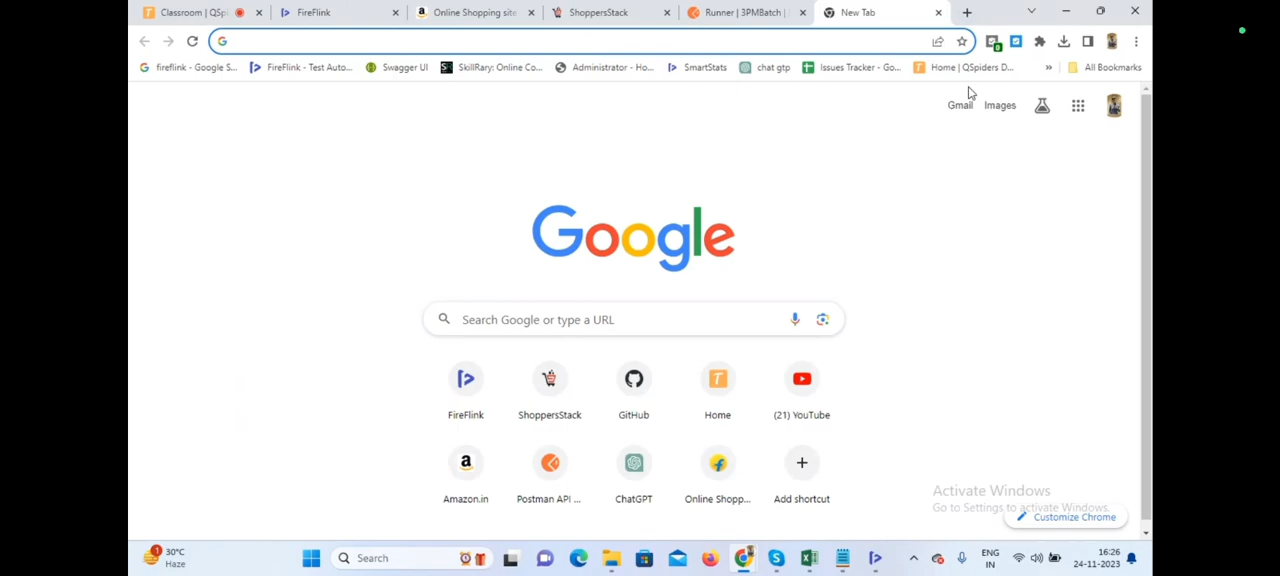 Classroom | QSpi
FireFlink
Online Shopping site
ShoppersStack
Runner | 3PMBatch |
New Tab
fireflink - Google S...
FireFlink - Test Auto...
Swagger UI
SkillRary: Online Co...
Administrator - Ho...
SmartStats
chat gtp
Issues Tracker - Go...
Home | QSpiders D...
»
All Bookmarks
Gmail
Images
Google
Search Google or type a URL
FireFlink
ShoppersStack
GitHub
Home
(21) YouTube
Amazon.in
Postman API ...
ChatGPT
Online Shopp...
Add shortcut
Activate Windows
Go to Settings to activate Windows.
Customize Chrome
1
30°C
Haze
Search
ENG
IN
16:26
24-11-2023